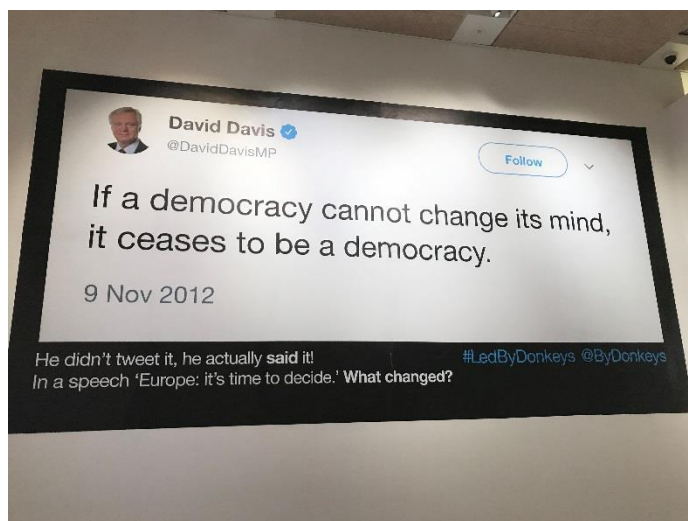 David Davis
@DavidDavisMP
Follow
If a democracy cannot change its mind,
it ceases to be a democracy.
9 Nov 2012
He didn't tweet it, he actually said it!
#LedByDonkeys @ByDonkeys
In a speech ‘Europe: it's time to decide.’ What changed?